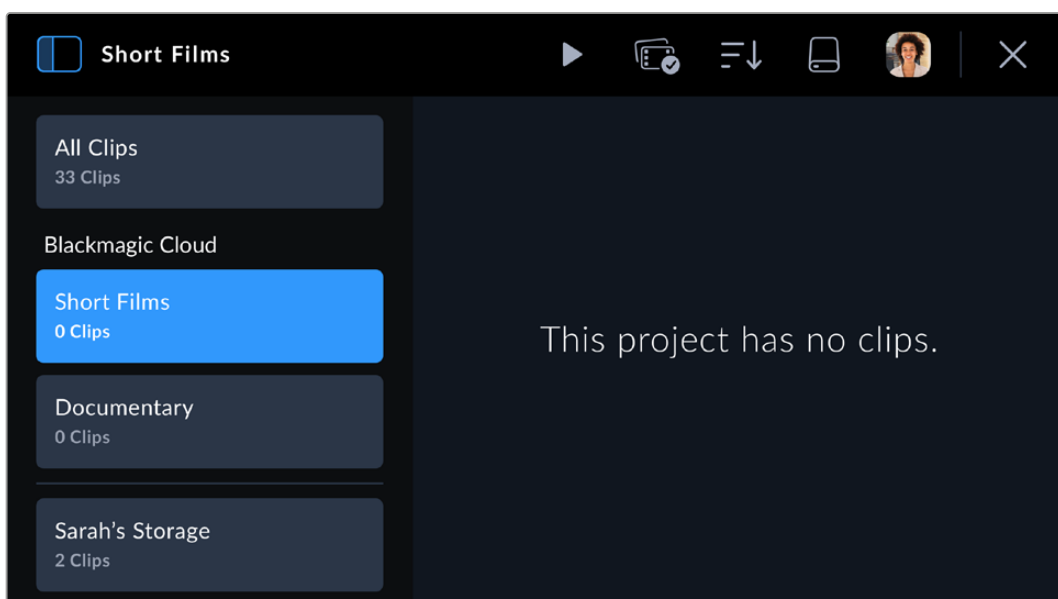 Short Films
All Clips
33 Clips
Blackmagic Cloud
Short Films
0 Clips
This project has no clips.
Documentary
0 Clips
Sarah’s Storage
2 Clips